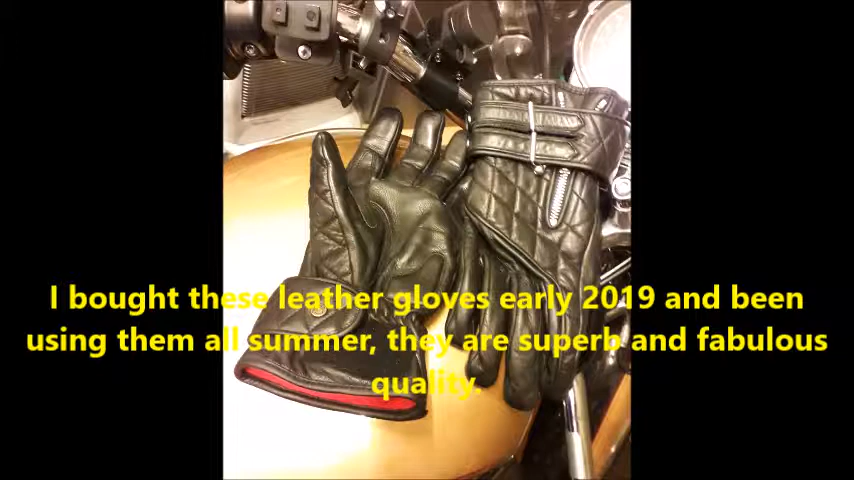 I bought these leather gloves early 2019 and been
using them all summer, they are superb and fabulous
quality.